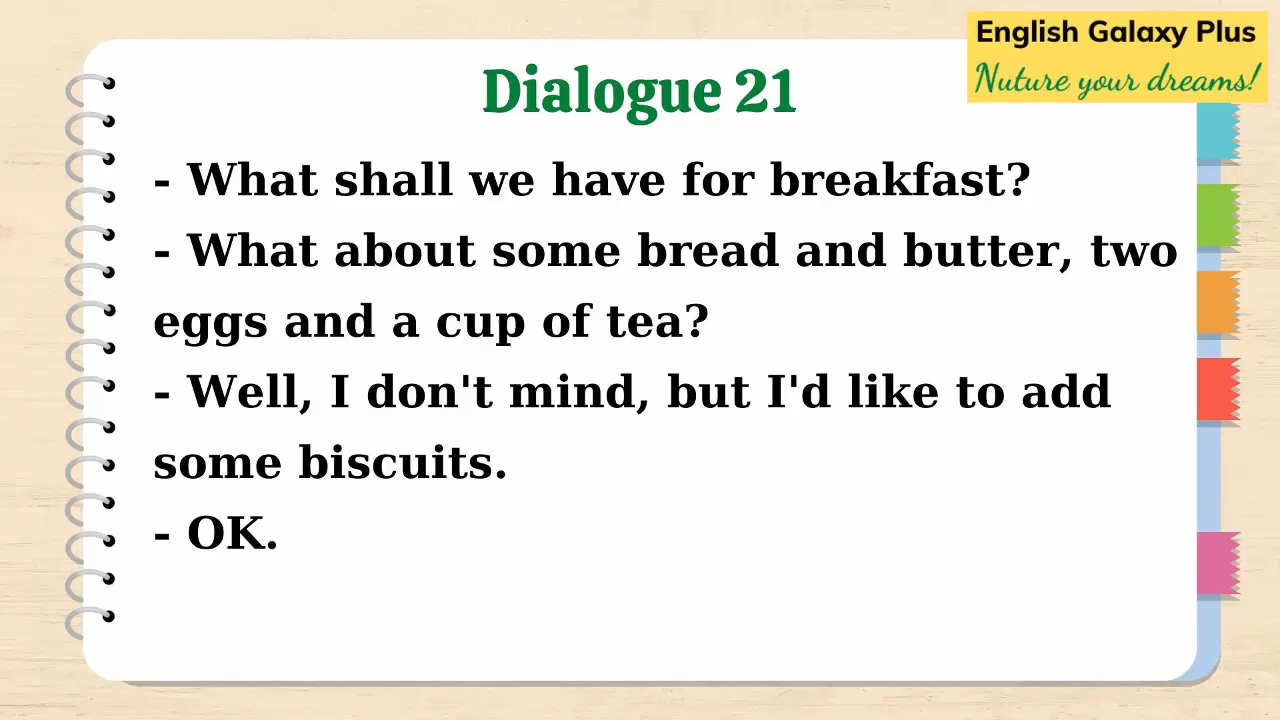 English Galaxy Plus
Nuture your dreams!
Dialogue 21
- What shall we have for breakfast?
- What about some bread and butter, two
eggs and a cup of tea?
- Well, I don't mind, but I'd like to add
some biscuits.
- OK.